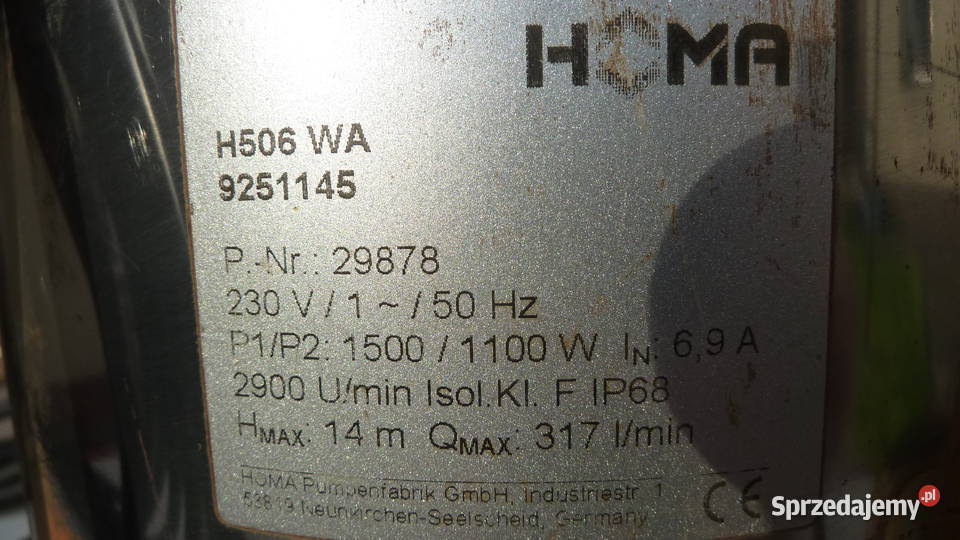 HOMA
H506 WA
9251145
P.-Nr.: 29878
230 V / 1 ~ / 50 Hz
P1/P2: 1500 / 1100 W IN: 6,9 A
2900 U/min Isol.Kl. F IP68
HMAX: 14 m QMAX: 317 l/min
HOMA Pumpenfabrik GmbH, Industriestr. 1
53819 Neunkirchen-Seelscheid, Germany
CE
Sprzedajemy.pl